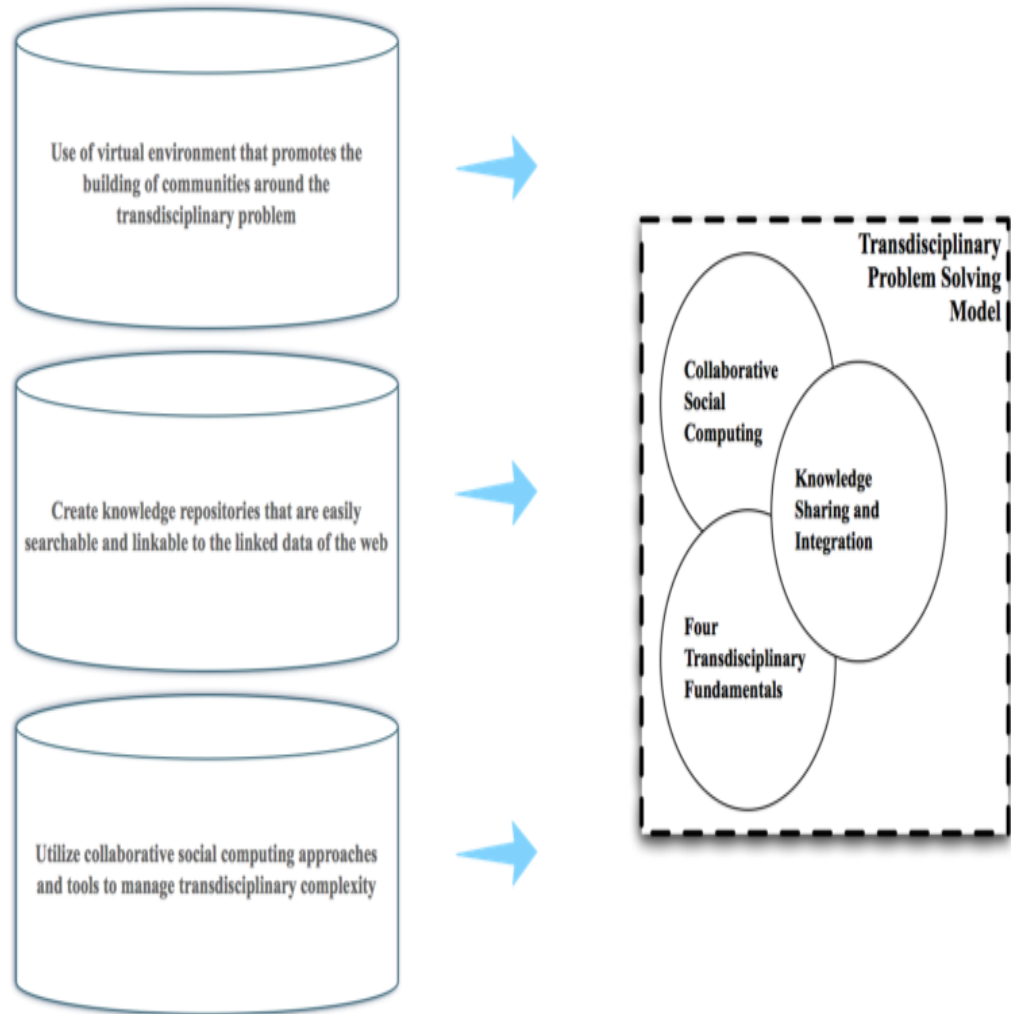 Use of virtual environment that promotes the
building of communities around the
transdisciplinary problem
Create knowledge repositories that are easily
searchable and linkable to the linked data of the web
Utilize collaborative social computing approaches
and tools to manage transdisciplinary complexity
Transdisciplinary
Problem Solving
Model
Collaborative
Social
Computing
Knowledge
Sharing and
Integration
Four
Transdisciplinary
Fundamentals